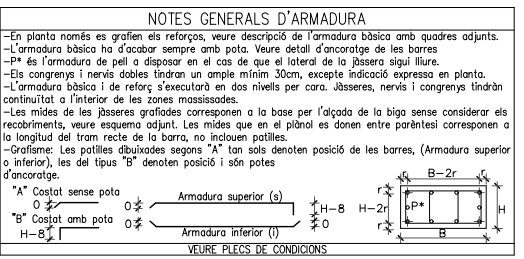 NOTES GENERALS D'ARMADURA
-En planta només es grafien els reforços, veure descripció de l'armadura bàsica amb quadres adjunts.
-L'armadura bàsica ha d'acabar sempre amb pota. Veure detall d'ancoratge de les barres
-P* és l'armadura de pell a disposar en el cas de que el lateral de la jàssera sigui lliure.
-Els congrenys i nervis dobles tindran un ample mínim 30cm, excepte indicació expressa en planta.
-L'armadura bàsica i de reforç s'executarà en dos nivells per cara. Jàsseres, nervis i congrenys tindràn
continuïtat a l'interior de les zones massissades.
-Les mides de les jàsseres grafiades corresponen a la base per l'alçada de la biga sense considerar els
recobriments, veure esquema adjunt. Les mides que en el plànol es donen entre parèntesi corresponen a
la longitud del tram recte de la barra, no inclouen patilles.
-Grafisme: Les patilles dibuixades segons "A" tan sols denoten posició de les barres, (Armadura superior
o inferior), les del tipus "B" denoten posició i són potes
d'ancoratge.
"A" Costat sense pota
0
"B" Costat amb pota
H-8
0 Armadura superior (s) H-8
0 Armadura inferior (i) 0
r B-2r r
r
H-2r P* H
r
B
VEURE PLECS DE CONDICIONS